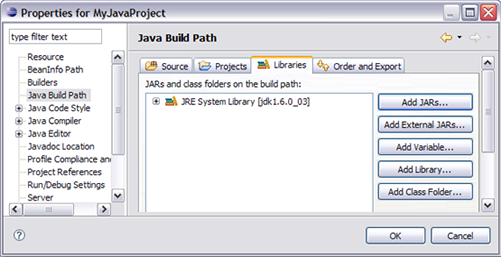 Properties for MyJavaProject
type filter text
Resource
BeanInfo Path
Builders
Java Build Path
Java Code Style
Java Compiler
Java Editor
Javadoc Location
Profile Compliance and
Project References
Run/Debug Settings
Server
Java Build Path
Source
Projects
Libraries
Order and Export
JARs and class folders on the build path:
JRE System Library [jdk1.6.0_03]
Add JARs...
Add External JARs...
Add Variable...
Add Library...
Add Class Folder...
?
OK
Cancel